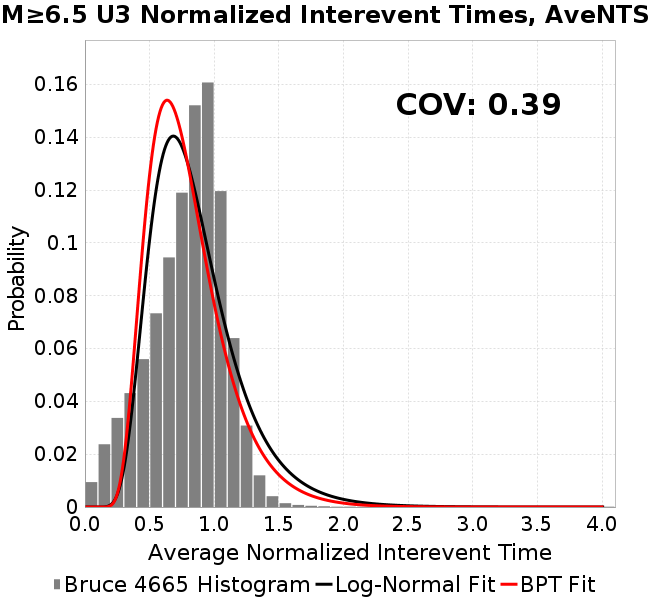 M≥6.5 U3 Normalized Interevent Times, AveNTS
COV: 0.39
Probability
0.16
0.14
0.12
0.1
0.08
0.06
0.04
0.02
0
0.0 0.5 1.0 1.5 2.0 2.5 3.0 3.5 4.0
Average Normalized Interevent Time
Bruce 4665 Histogram Log-Normal Fit BPT Fit